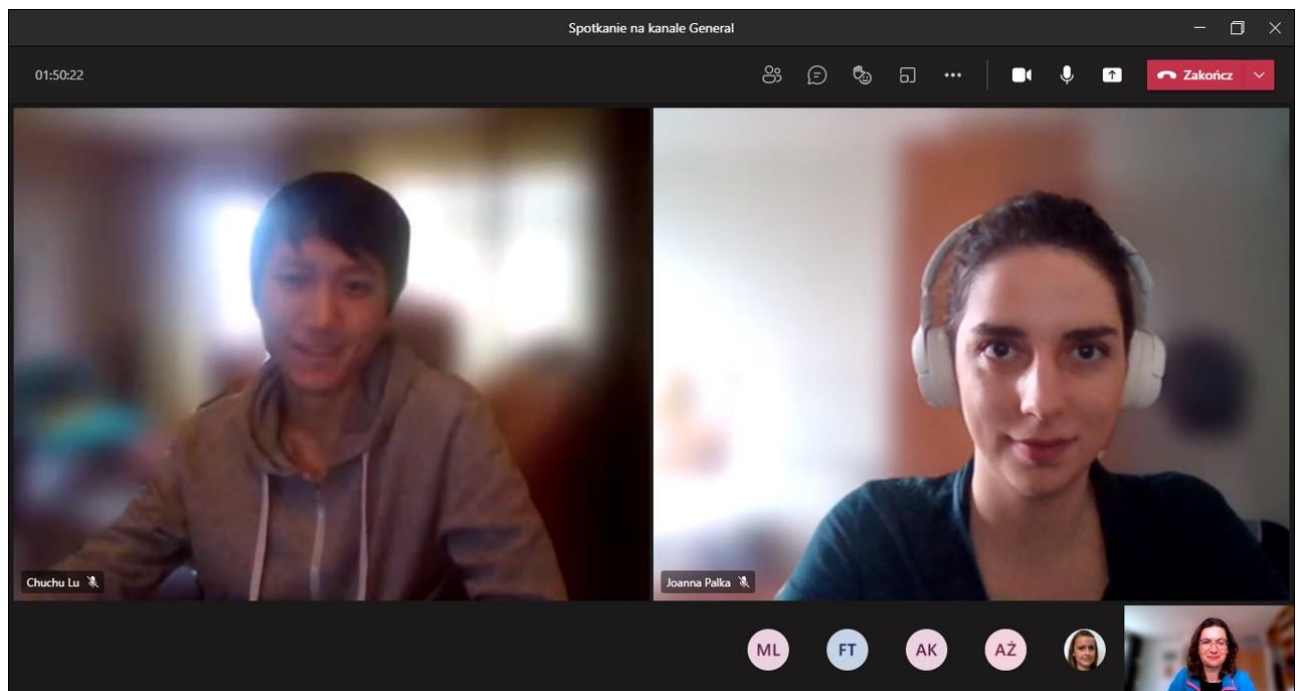 Spotkanie na kanale General
01:50:22
Zakończ
Chuchu Lu
Joanna Palka
ML
FT
AK
AŻ